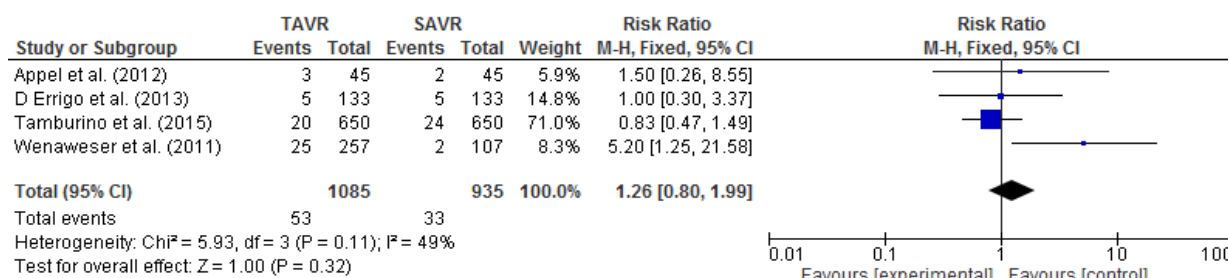 TAVR SAVR Risk Ratio Risk Ratio
Study or Subgroup Events Total Events Total Weight M-H, Fixed, 95% CI M-H, Fixed, 95% CI
Appel et al. (2012) 3 45 2 45 5.9% 1.50 [0.26, 8.55]
D Errigo et al. (2013) 5 133 5 133 14.8% 1.00 [0.30, 3.37]
Tamburino et al. (2015) 20 650 24 650 71.0% 0.83 [0.47, 1.49]
Wenaweser et al. (2011) 25 257 2 107 8.3% 5.20 [1.25, 21.58]
Total (95% CI) 1085 935 100.0% 1.26 [0.80, 1.99]
Total events 53 33
Heterogeneity: Chi² = 5.93, df = 3 (P = 0.11); I² = 49%
Test for overall effect: Z = 1.00 (P = 0.32)
0.01 0.1 1 10 100
Favours [experimental] Favours [control]